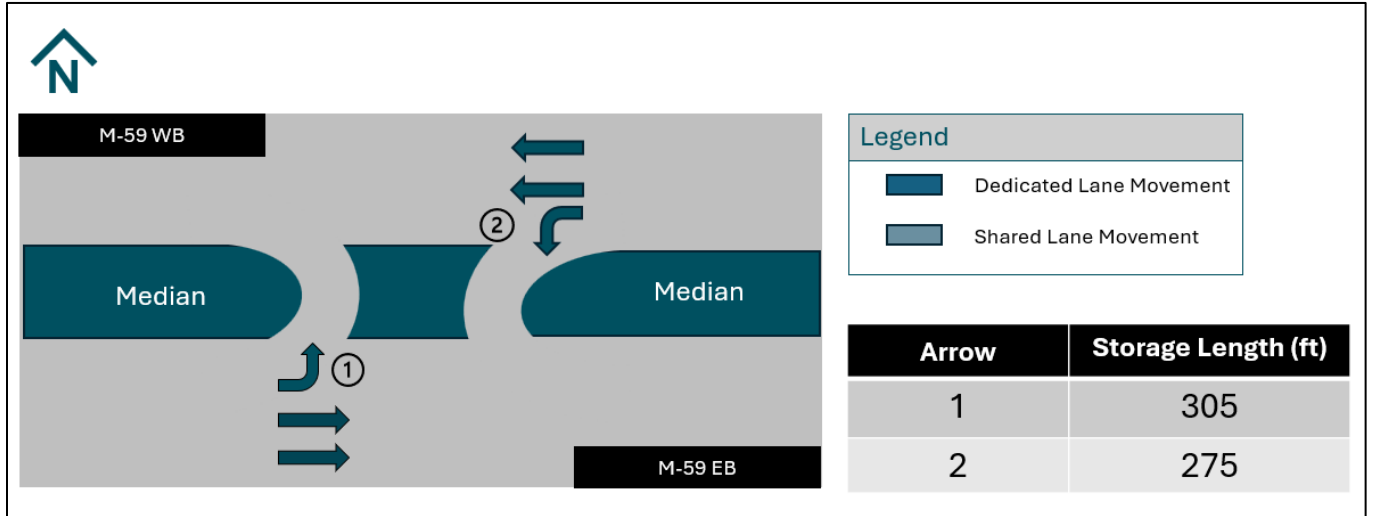 N
M-59 WB
2
Median
Median
1
M-59 EB
Legend
Dedicated Lane Movement
Shared Lane Movement
Arrow Storage Length (ft)
1 305
2 275